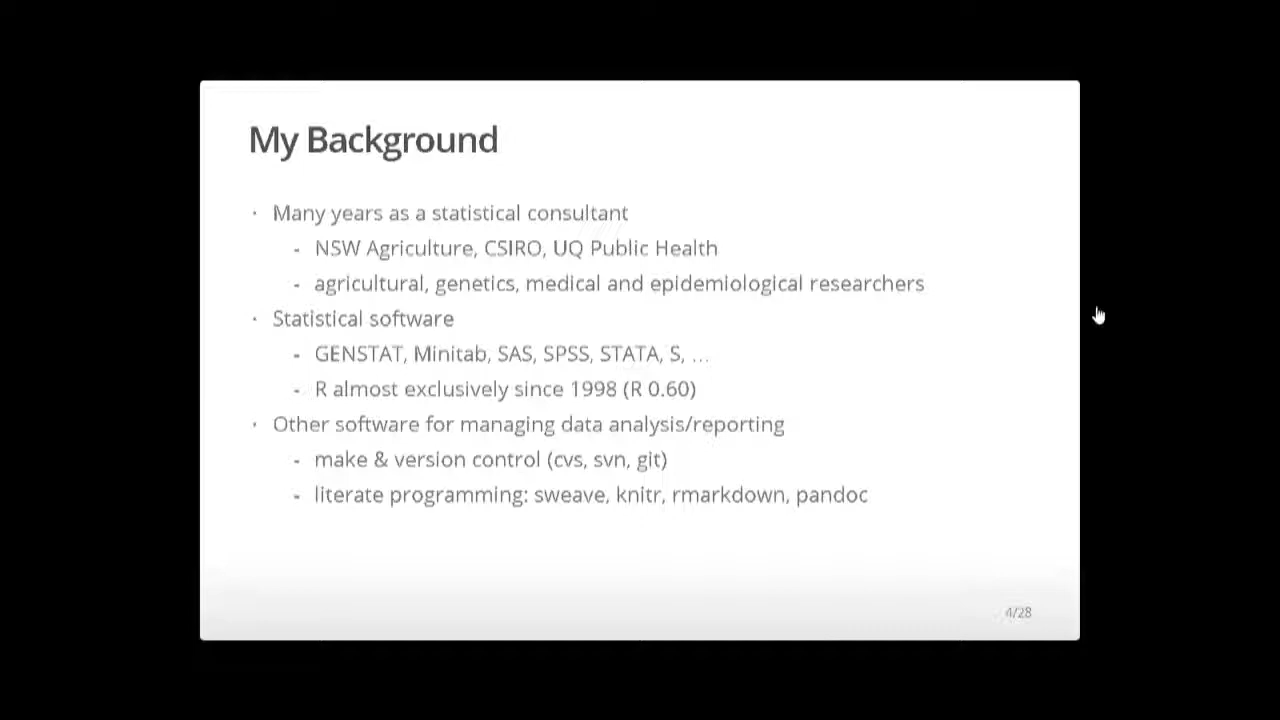 My Background
· Many years as a statistical consultant
- NSW Agriculture, CSIRO, UQ Public Health
- agricultural, genetics, medical and epidemiological researchers
· Statistical software
- GENSTAT, Minitab, SAS, SPSS, STATA, S, …
- R almost exclusively since 1998 (R 0.60)
· Other software for managing data analysis/reporting
- make & version control (cvs, svn, git)
- literate programming: sweave, knitr, rmarkdown, pandoc
4/28